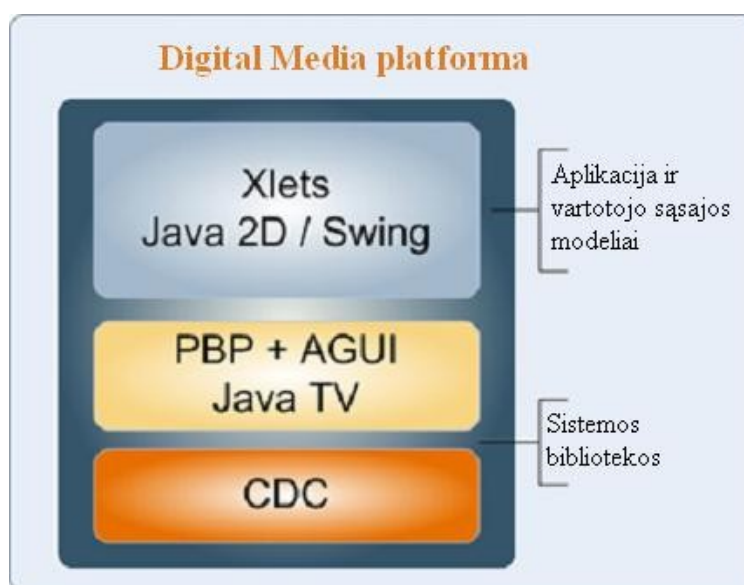 Digital Media platforma
Xlets
Java 2D / Swing
Aplikacija ir
vartotojo sąsajos
modeliai
PBP + AGUI
Java TV
Sistemos
bibliotekos
CDC